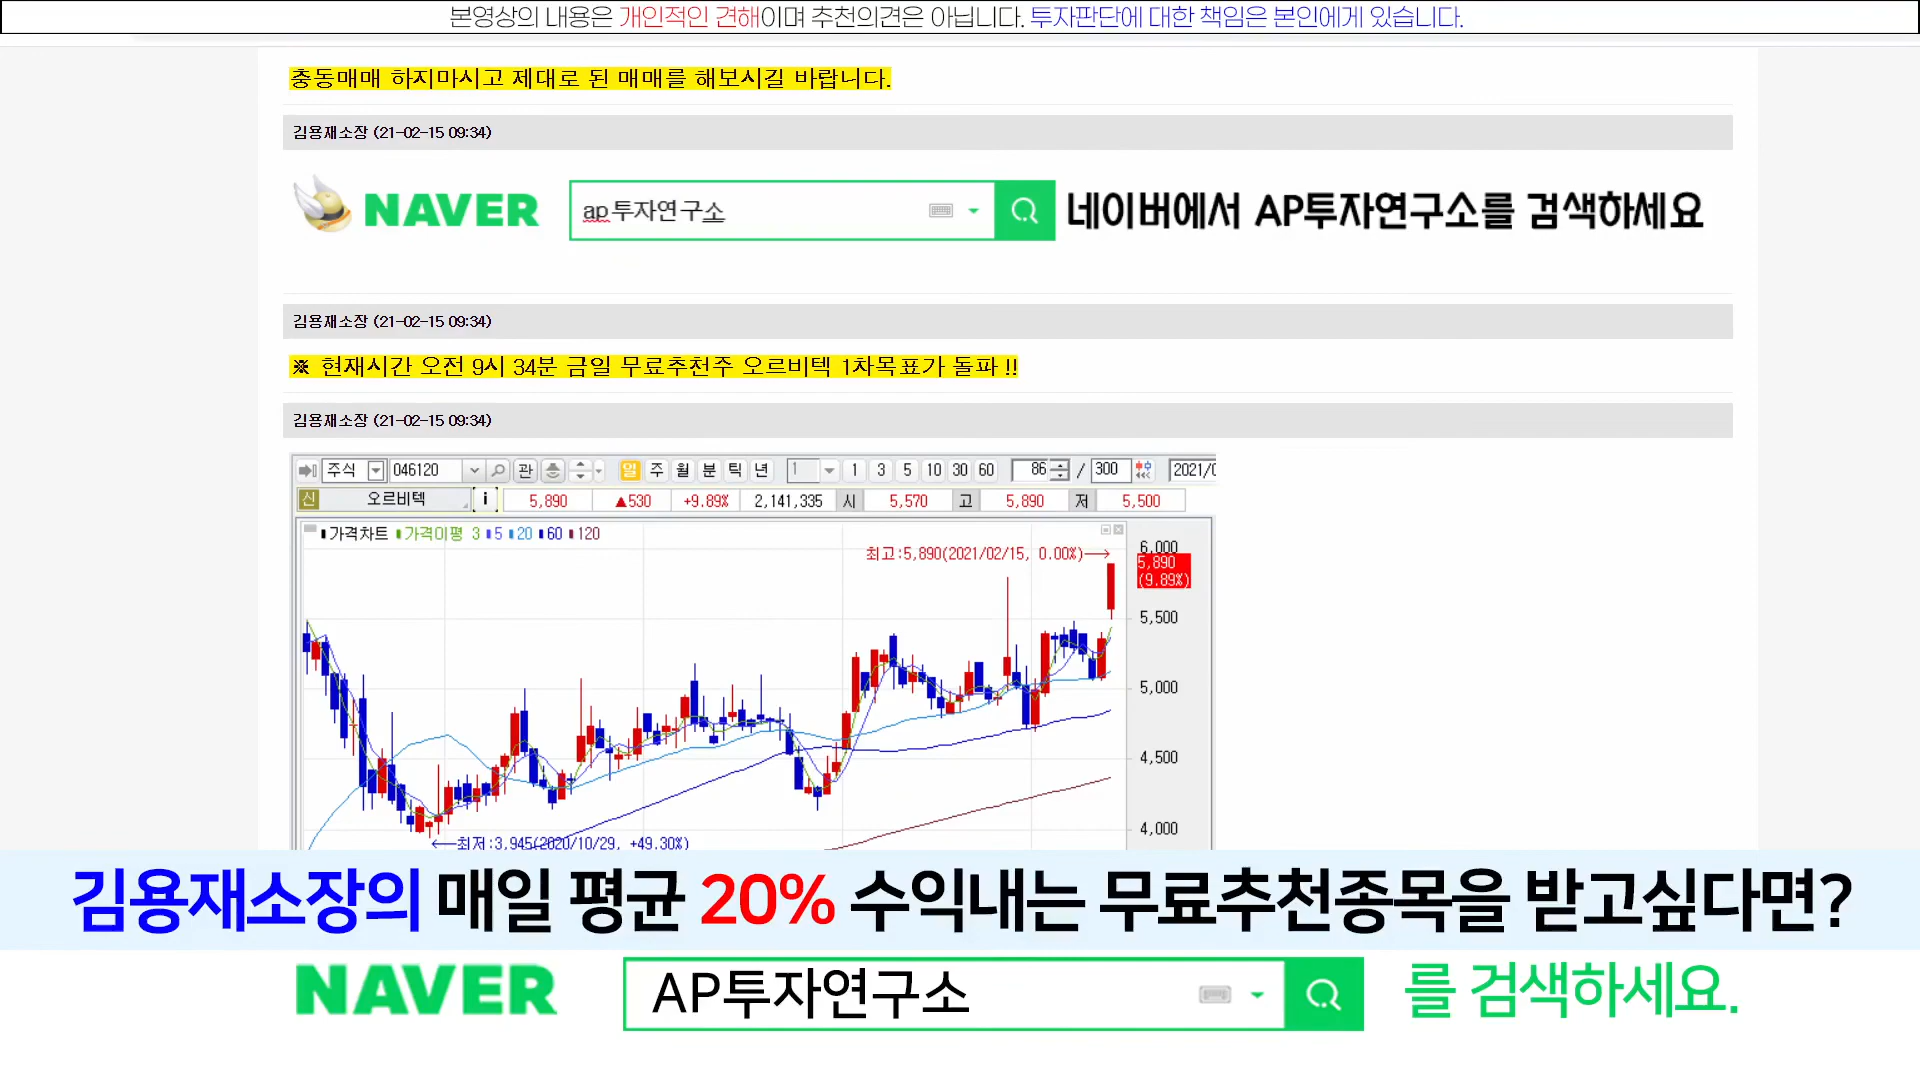 본영상의 내용은 개인적인 견해이며 추천의견은 아닙니다. 투자판단에 대한 책임은 본인에게 있습니다.
충동매매 하지마시고 제대로 된 매매를 해보시길 바랍니다.
김용재소장 (21-02-15 09:34)
NAVER ap투자연구소 네이버에서 AP투자연구소를 검색하세요
김용재소장 (21-02-15 09:34)
※ 현재시간 오전 9시 34분 금일 무료추천주 오르비텍 1차목표가 돌파 !!
김용재소장 (21-02-15 09:34)
주식 046120 관 일 주 월 분 틱 년 1 1 3 5 10 30 60 86 / 300 2021/0
신 오르비텍 i 5,890 ▲530 +9.89% 2,141,335 시 5,570 고 5,890 저 5,500
가격차트 가격이평 3 5 20 60 120
최고:5,890(2021/02/15, 0.00%)→
6,000
5,890
(9.89%)
5,500
5,000
4,500
4,000
←최저:3,945(2020/10/29, +49.30%)
김용재소장의 매일 평균 20% 수익내는 무료추천종목을 받고싶다면?
NAVER AP투자연구소 를 검색하세요.